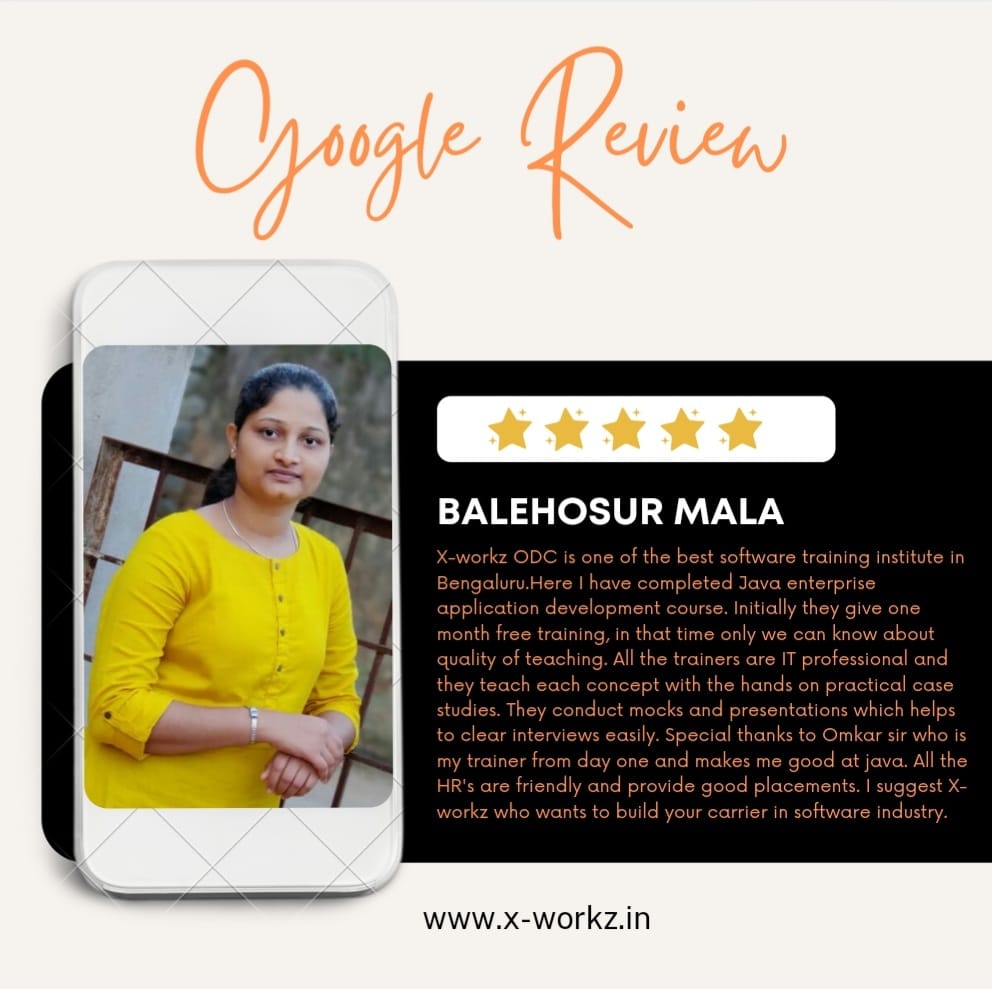 Google Review
BALEHOSUR MALA
X-workz ODC is one of the best software training institute in
Bengaluru.Here I have completed Java enterprise
application development course. Initially they give one
month free training, in that time only we can know about
quality of teaching. All the trainers are IT professional and
they teach each concept with the hands on practical case
studies. They conduct mocks and presentations which helps
to clear interviews easily. Special thanks to Omkar sir who is
my trainer from day one and makes me good at java. All the
HR's are friendly and provide good placements. I suggest X-
workz who wants to build your carrier in software industry.
www.x-workz.in